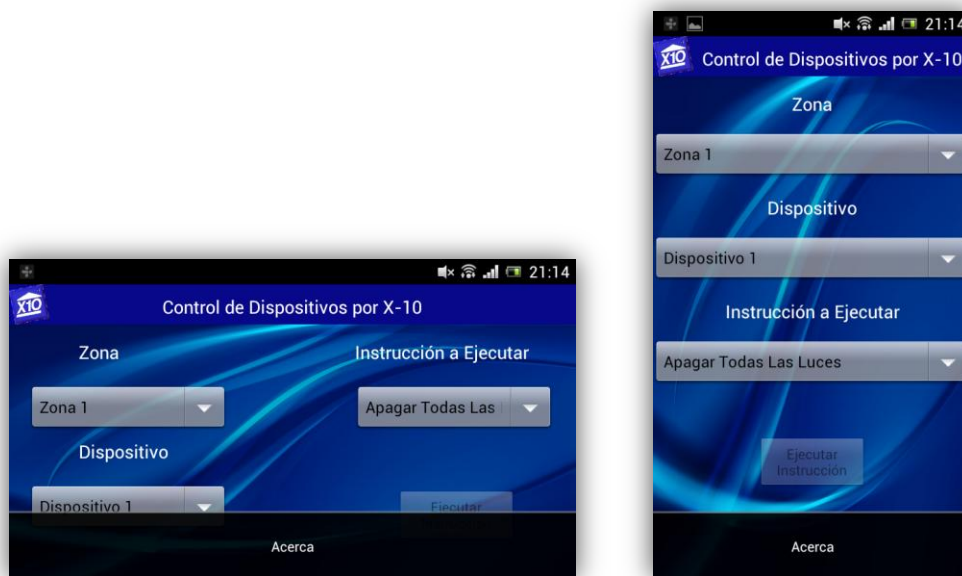 21:14
X10
Control de Dispositivos por X-10
Zona
Instrucción a Ejecutar
Zona 1
Apagar Todas Las
Dispositivo
Dispositivo 1
Ejecutar
Acerca
21:14
X10
Control de Dispositivos por X-10
Zona
Zona 1
Dispositivo
Dispositivo 1
Instrucción a Ejecutar
Apagar Todas Las Luces
Ejecutar
Instrucción
Acerca